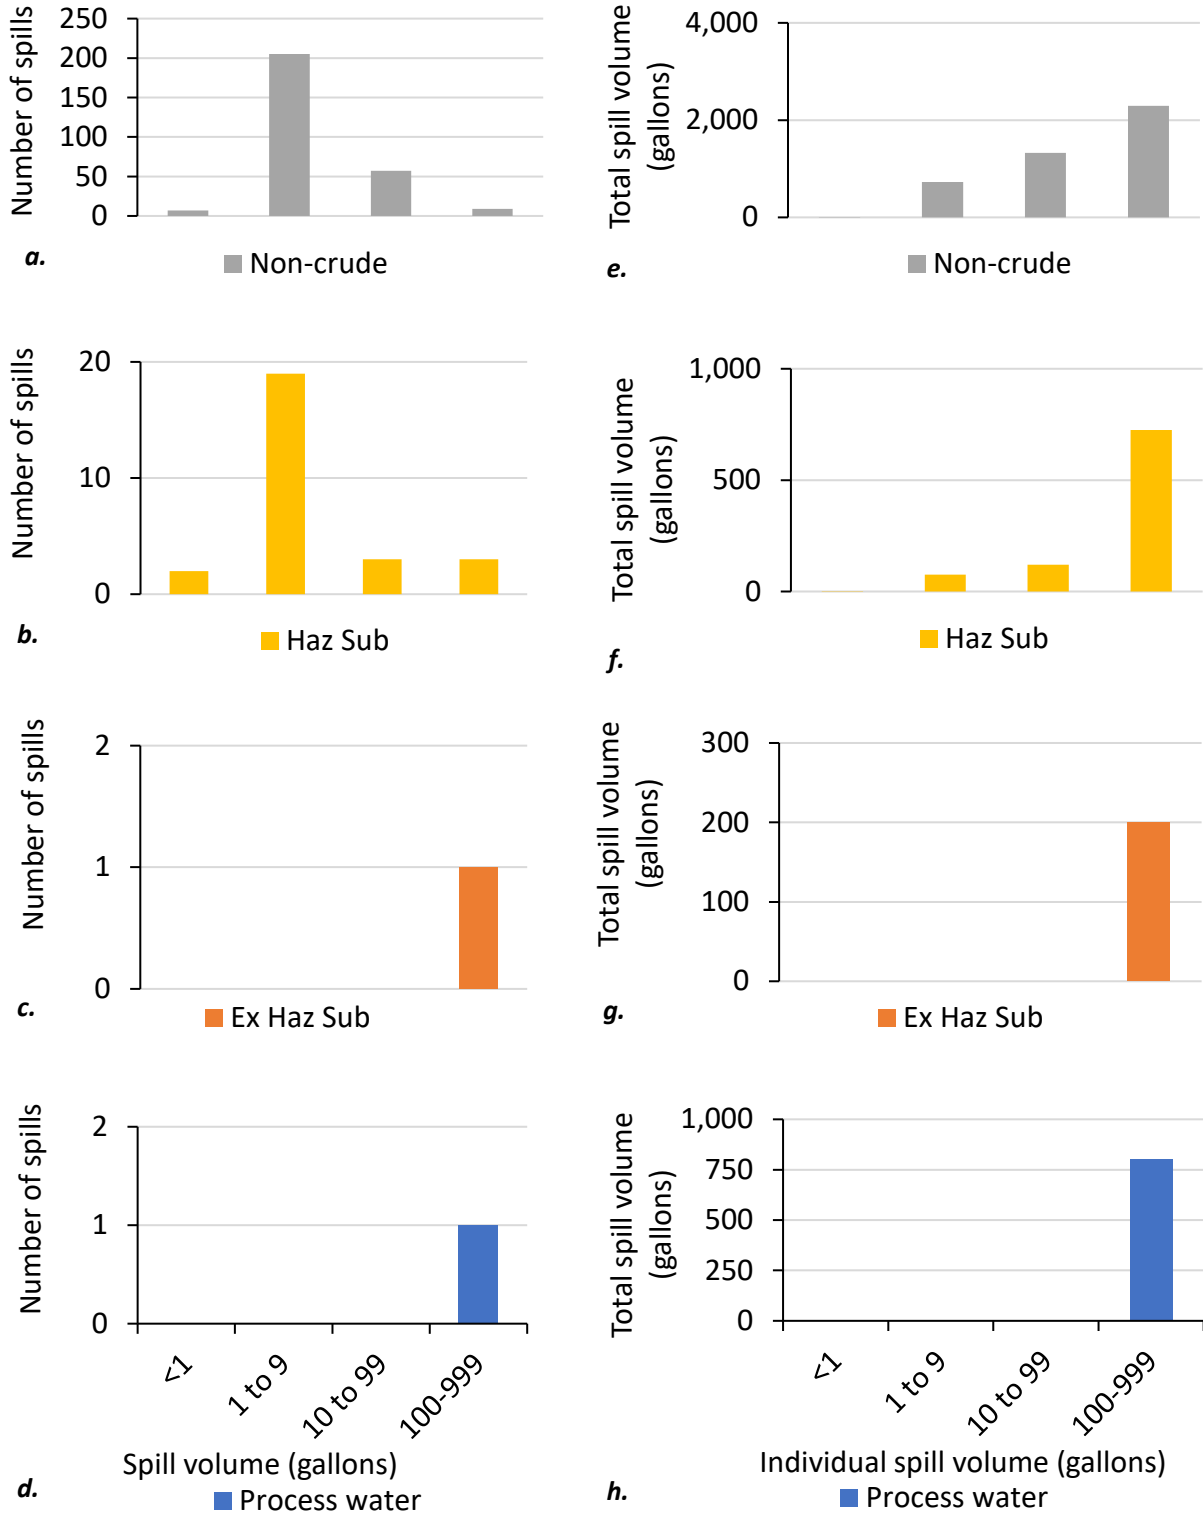 Number of spills
250
200
150
100
50
0
a.
Non-crude
Total spill volume
(gallons)
4,000
2,000
0
e.
Non-crude
Number of spills
20
10
0
b.
Haz Sub
Total spill volume
(gallons)
1,000
500
0
f.
Haz Sub
Number of spills
2
1
0
c.
Ex Haz Sub
Total spill volume
(gallons)
300
200
100
0
g.
Ex Haz Sub
Number of spills
2
1
0
<1
1 to 9
10 to 99
100-999
Spill volume (gallons)
d.
Process water
Total spill volume
(gallons)
1,000
750
500
250
0
<1
1 to 9
10 to 99
100-999
Individual spill volume (gallons)
h.
Process water